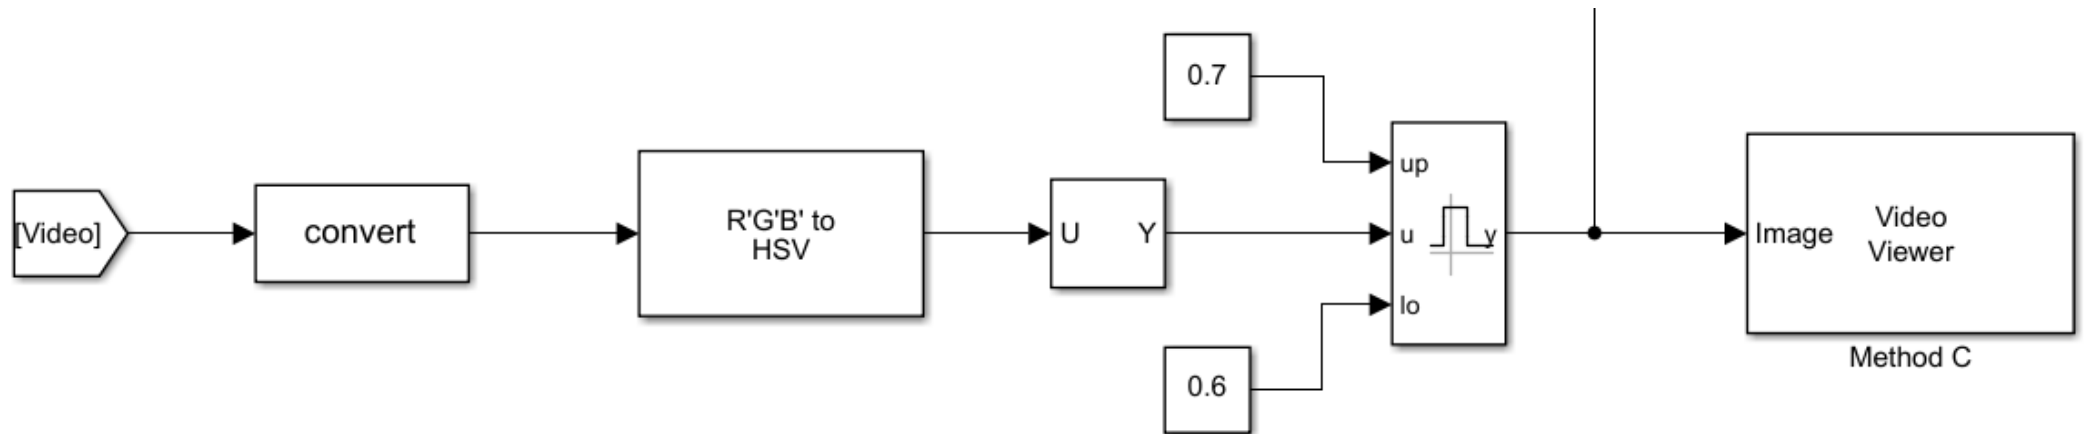 [Video]
convert
R'G'B' to
HSV
U
Y
0.7
0.6
up
u
lo
y
Image
Video
Viewer
Method C